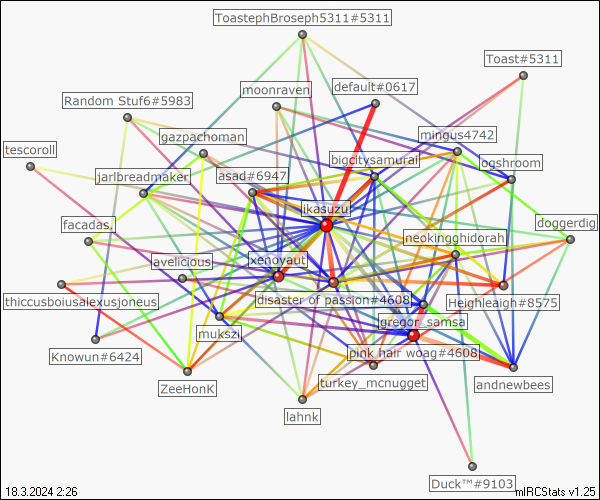 ToastephBroseph5311#5311
Toast#5311
moonraven
default#0617
Random Stuf6#5983
gazpachoman
mingus4742
tescoroll
bigcitysamurai
ogshroom
jarlbreadmaker
asad#6947
ikasuzu
facadas.
doggerdig
neokingghidorah
avelicious
xenoyaut
thiccusboiusalexusjoneus
disaster of passion#4608
Heighleaigh#8575
gregor_samsa
mukszii
Knowun#6424
pink hair woag#4608
ZeeHonK
turkey_mcnugget
andnewbees
lahnk
Duck™#9103
18.3.2024 2:26
mIRCStats v1.25